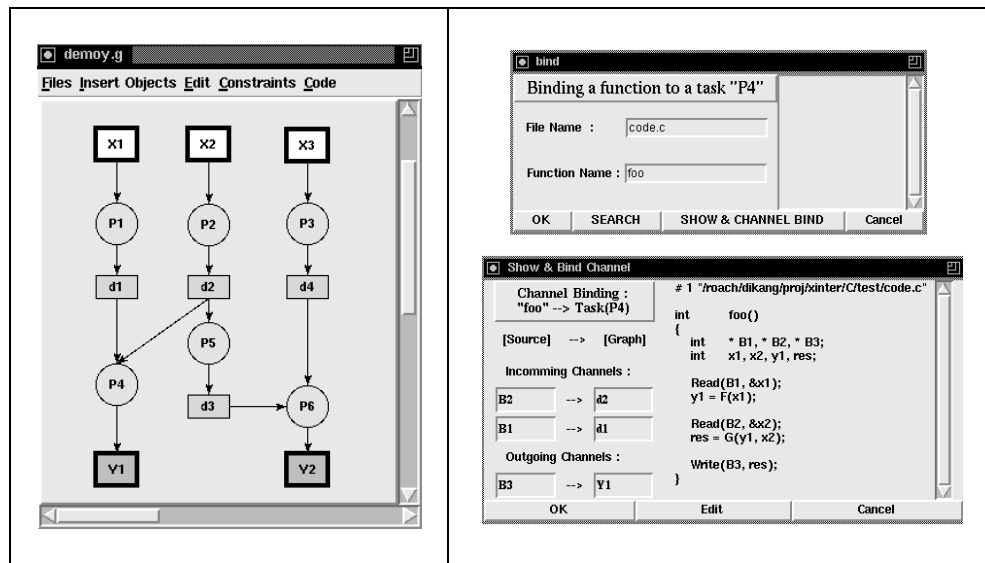 demoy.g
Files Insert Objects Edit Constraints Code
X1 X2 X3
P1 P2 P3
d1 d2 d4
P5
P4
d3 P6
Y1 Y2
bind
Binding a function to a task "P4"
File Name : code.c
Function Name : foo
OK SEARCH SHOW & CHANNEL BIND Cancel
Show & Bind Channel
Channel Binding :
"foo" --> Task(P4)
[Source] --> [Graph]
Incomming Channels :
B2 --> d2
B1 --> d1
Outgoing Channels :
B3 --> Y1
# 1 "/roach/dikang/proj/xinter/C/test/code.c"
int foo()
{
int * B1, * B2, * B3;
int x1, x2, y1, res;
Read(B1, &x1);
y1 = F(x1);
Read(B2, &x2);
res = G(y1, x2);
Write(B3, res);
}
OK Edit Cancel